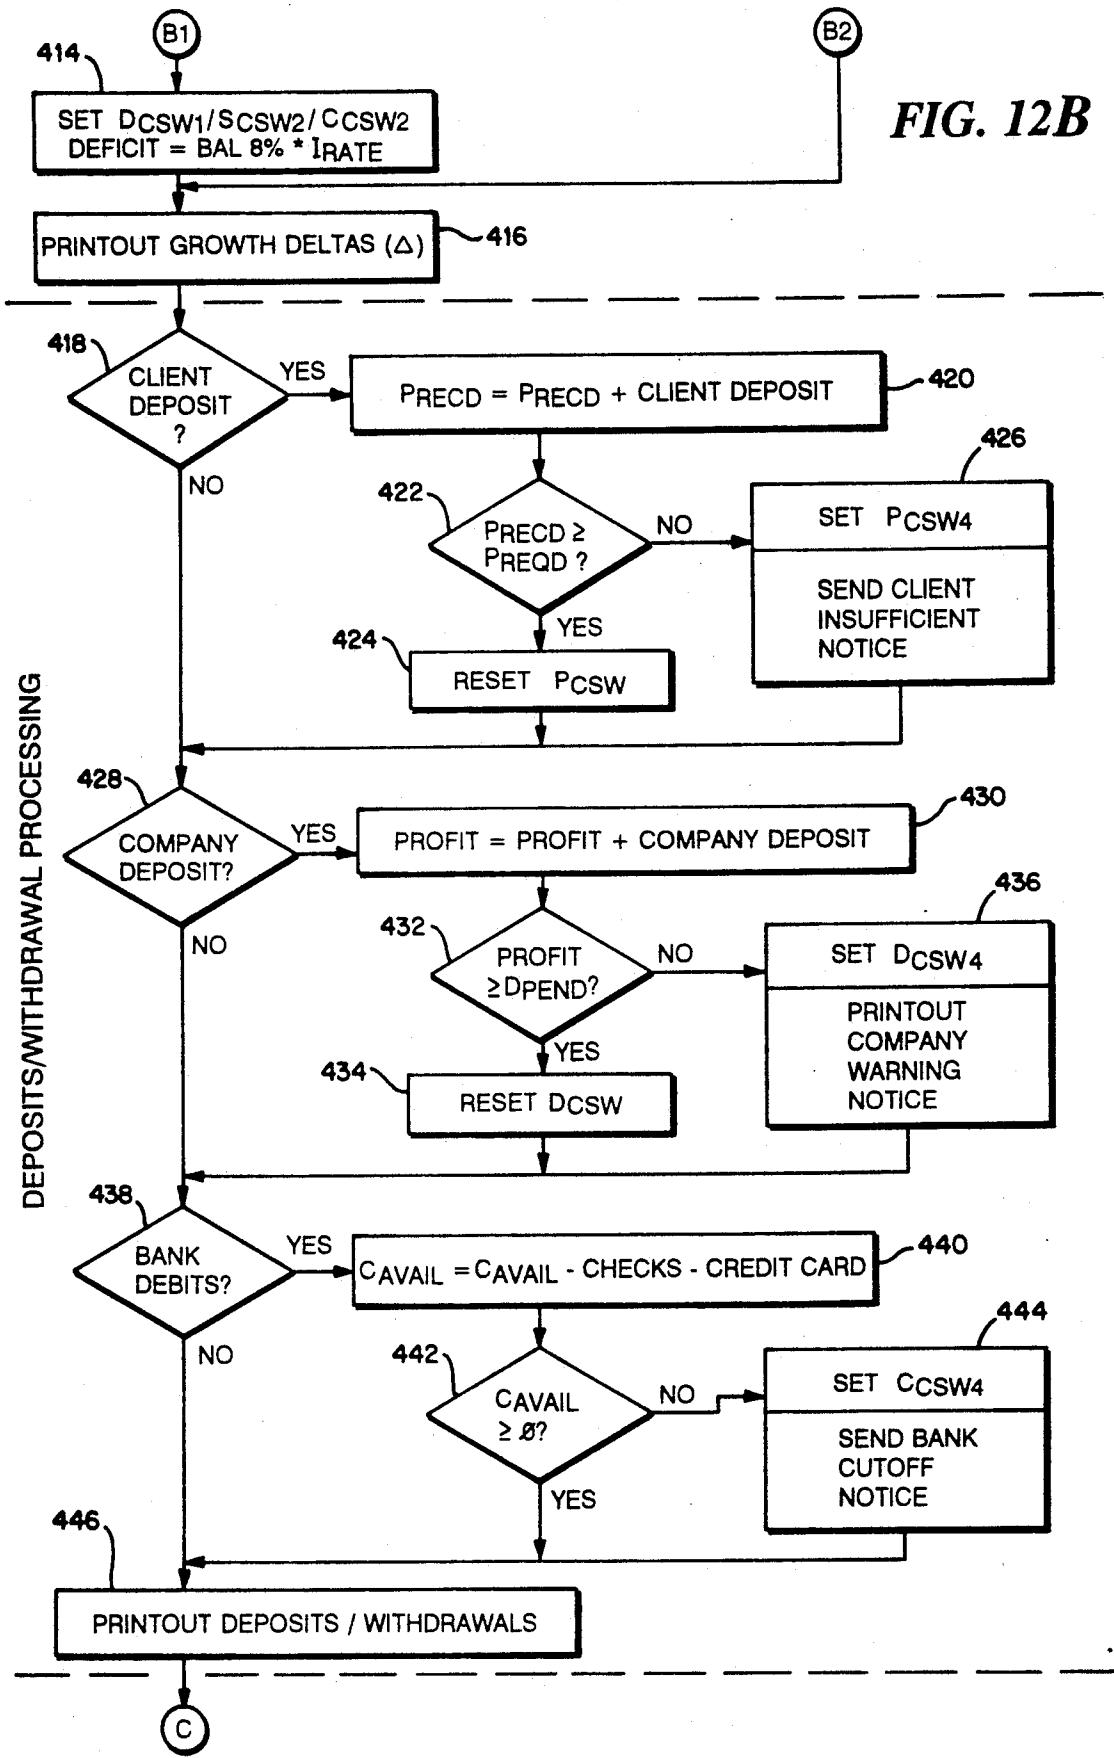 B1
B2
414
SET DCSW1/SCSW2/CCSW2
DEFICIT = BAL 8% * IRATE
FIG. 12B
PRINTOUT GROWTH DELTAS (△)
416
DEPOSITS/WITHDRAWAL PROCESSING
418
CLIENT
DEPOSIT
?
YES
NO
PRECD = PRECD + CLIENT DEPOSIT
420
422
PRECD ≥
PREQD ?
NO
YES
426
SET PCSW4
SEND CLIENT
INSUFFICIENT
NOTICE
424
RESET PCSW
428
COMPANY
DEPOSIT?
YES
NO
PROFIT = PROFIT + COMPANY DEPOSIT
430
432
PROFIT
≥DPEND?
NO
YES
436
SET DCSW4
PRINTOUT
COMPANY
WARNING
NOTICE
434
RESET DCSW
438
BANK
DEBITS?
YES
NO
CAVAIL = CAVAIL - CHECKS - CREDIT CARD
440
442
CAVAIL
≥ Ø?
NO
YES
444
SET CCSW4
SEND BANK
CUTOFF
NOTICE
446
PRINTOUT DEPOSITS / WITHDRAWALS
C